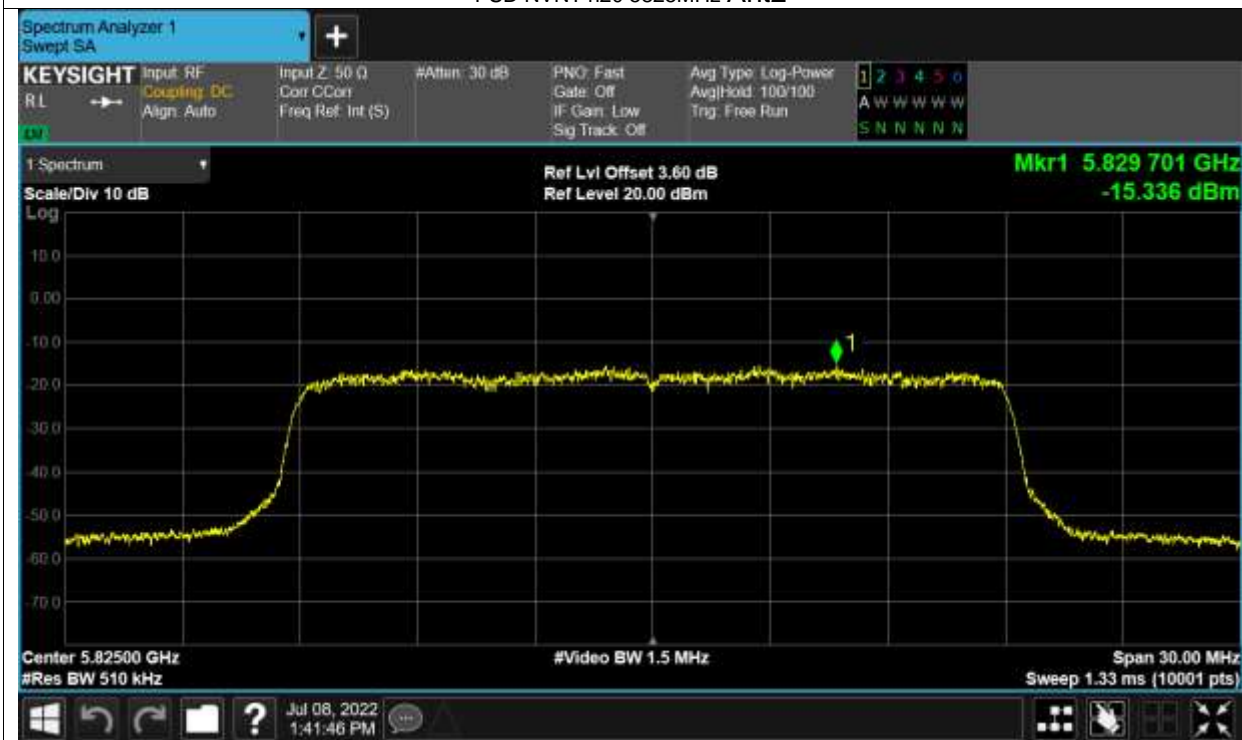 Spectrum Analyzer 1
Swept SA
+
KEYSIGHT
R L
Input: RF
Coupling: DC
Align: Auto
Input Z: 50 Ω
Corr CCorr
Freq Ref: Int (S)
#Atten: 30 dB
PNO: Fast
Gate: Off
IF Gain: Low
Sig Track: Off
Avg Type: Log-Power
Avg|Hold: 100/100
Trig: Free Run
1 2 3 4 5 6
A W W W W W
S N N N N N
1 Spectrum
Scale/Div 10 dB
Log
Ref Lvl Offset 3.60 dB
Ref Level 20.00 dBm
Mkr1 5.829 701 GHz
-15.336 dBm
10.0
0.00
-10.0
-20.0
-30.0
-40.0
-50.0
-60.0
-70.0
1
Center 5.82500 GHz
#Res BW 510 kHz
#Video BW 1.5 MHz
Span 30.00 MHz
Sweep 1.33 ms (10001 pts)
?
Jul 08, 2022
1:41:46 PM